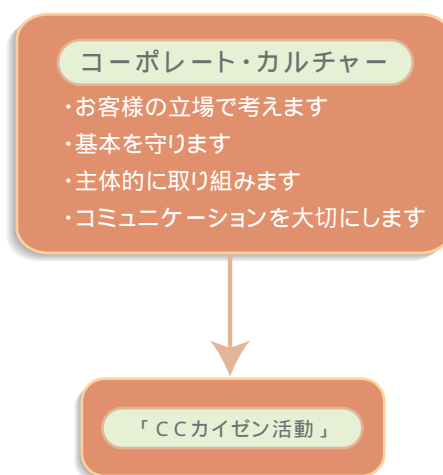 コーポレート・カルチャー
・お客様の立場で考えます
・基本を守ります
・主体的に取り組みます
・コミュニケーションを大切にします
「CCカイゼン活動」